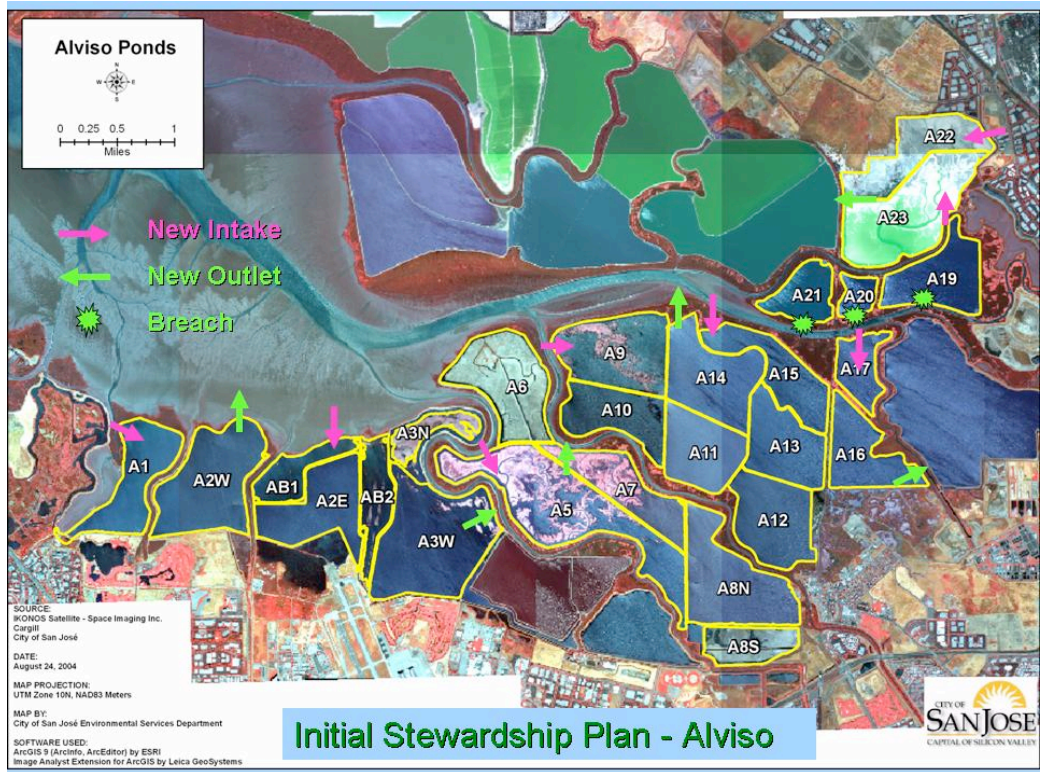 Alviso Ponds
N
W E
S
0 0.25 0.5 1
Miles
New Intake
New Outlet
Breach
A22
A23
A19
A21
A20
A9
A6
A14
A15
A17
A10
A3N
A1
A2W
AB1
A2E
AB2
A11
A13
A16
A7
A5
A3W
A12
A8N
A8S
SOURCE:
IKONOS Satellite - Space Imaging Inc.
Cargill
City of San José
DATE:
August 24, 2004
MAP PROJECTION:
UTM Zone 10N, NAD83 Meters
MAP BY:
City of San José Environmental Services Department
SOFTWARE USED:
ArcGIS 9 (ArcInfo, ArcEditor) by ESRI
Image Analyst Extension for ArcGIS by Leica GeoSystems
Initial Stewardship Plan - Alviso
CITY OF
SAN JOSE
CAPITAL OF SILICON VALLEY